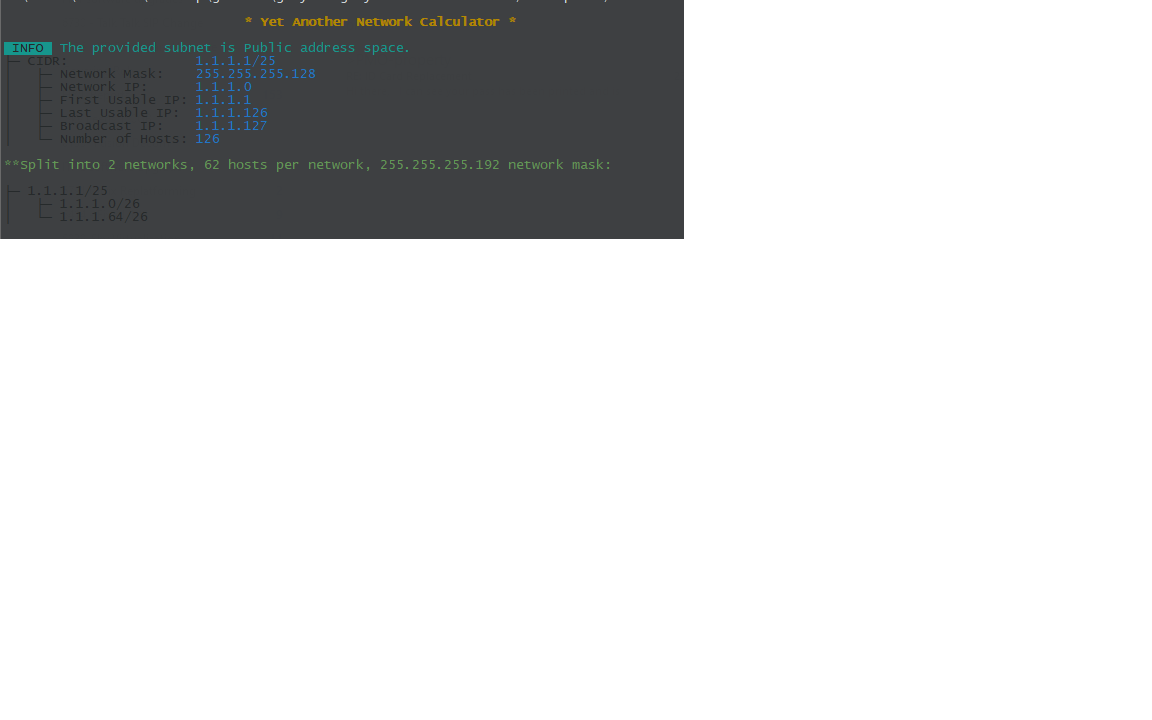 * Yet Another Network Calculator *
INFO The provided subnet is Public address space.
├─ CIDR: 1.1.1.1/25
│ ├─ Network Mask: 255.255.255.128
│ ├─ Network IP: 1.1.1.0
│ ├─ First Usable IP: 1.1.1.1
│ ├─ Last Usable IP: 1.1.1.126
│ ├─ Broadcast IP: 1.1.1.127
│ └─ Number of Hosts: 126
**Split into 2 networks, 62 hosts per network, 255.255.255.192 network mask:
├─ 1.1.1.1/25
│ ├─ 1.1.1.0/26
│ └─ 1.1.1.64/26